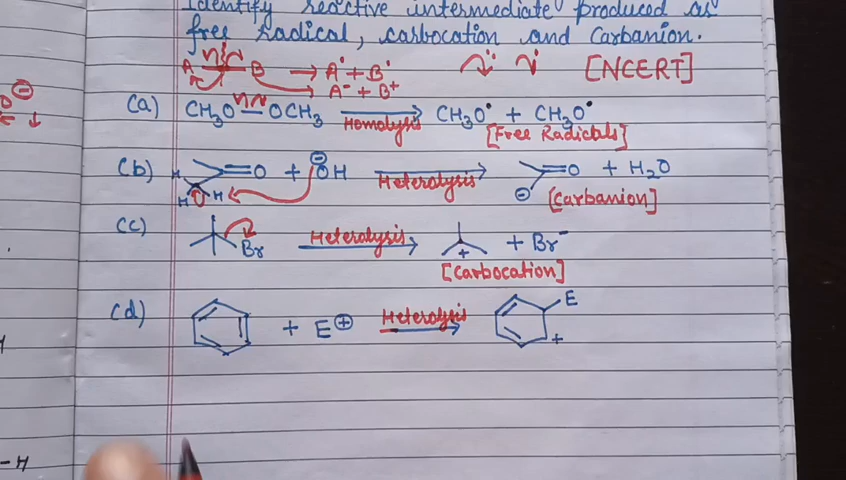 Identify reactive intermediate produced as
free radical, carbocation and Carbanion.
A B → A• + B• [NCERT]
A⁻ + B⁺
(a) CH₃O—OCH₃ Homolysis CH₃O• + CH₃O•
[Free Radicals]
(b) =O + ⊖OH Heterolysis =O + H₂O
H H H ⊖ [Carbanion]
(c) Br Heterolysis + + Br⁻
[Carbocation]
(d) + E⊕ Heterolysis E +
-H